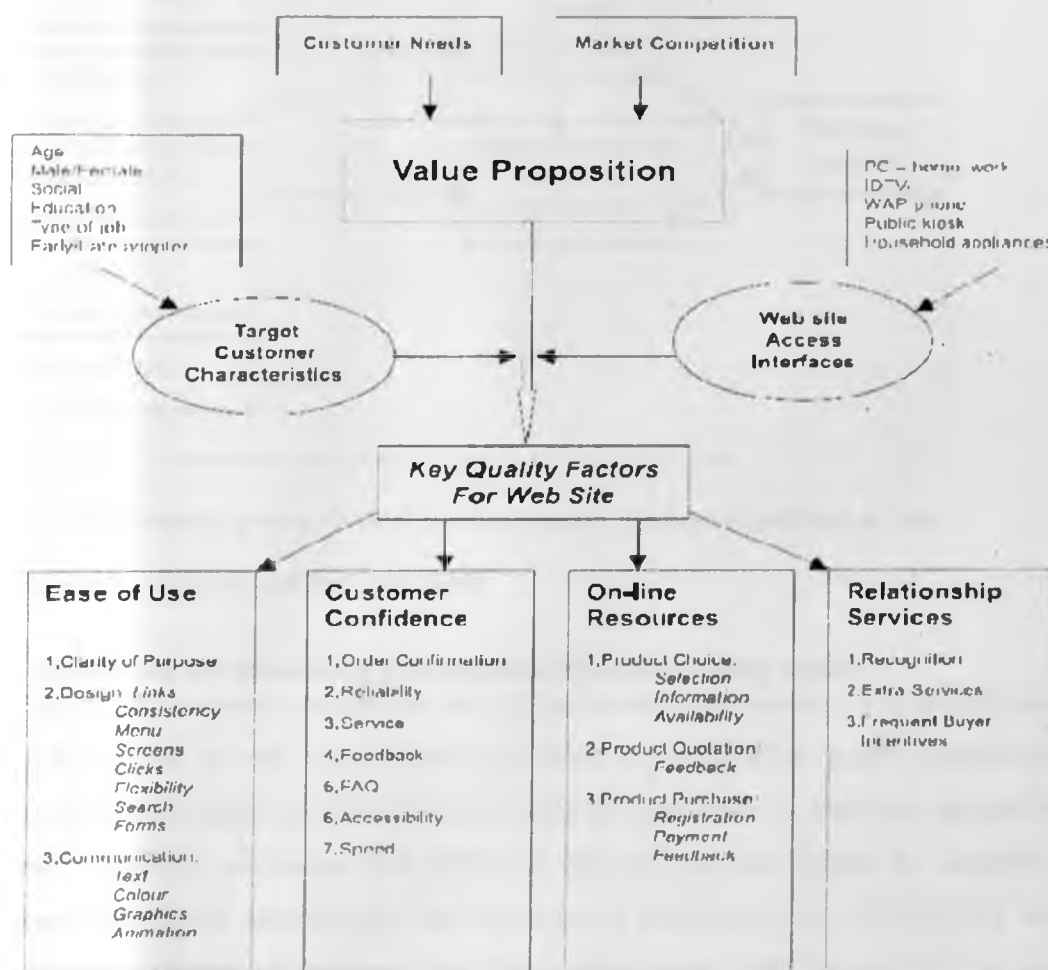 Customer Needs
Market Competition
Value Proposition
Age
Male/Female
Social
Education
Type of job
Early/Late adopter
PC – home work
IDTV
WAP phone
Public kiosk
Household appliances
Target
Customer
Characteristics
Web site
Access
Interfaces
Key Quality Factors
For Web Site
Ease of Use
1,Clarity of Purpose
2,Design Links
Consistency
Menu
Screens
Clicks
Flexibility
Search
Forms
3,Communication.
Text
Colour
Graphics
Animation
Customer
Confidence
1,Order Confirmation
2,Reliability
3,Service
4,Feedback
6,FAQ
6,Accessibility
7,Speed
On-line
Resources
1,Product Choice.
Selection
Information
Availability
2 Product Quotation
Feedback
3 Product Purchase:
Registration
Payment
Feedback
Relationship
Services
1.Recognition
2.Extra Services
3.Frequent Buyer
Incentives